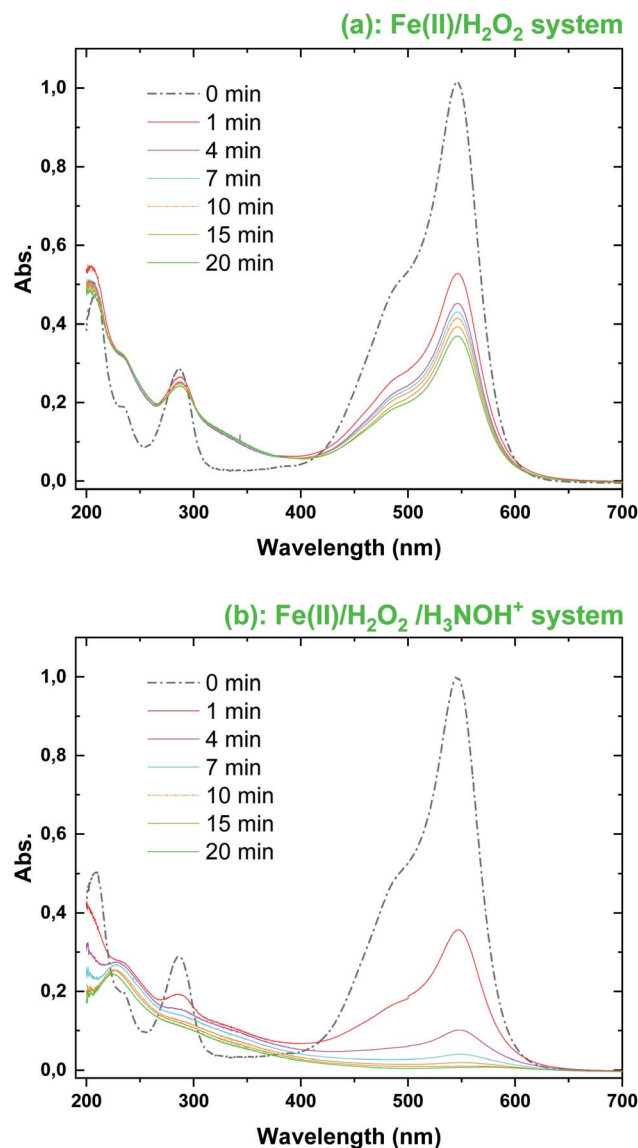 (a): Fe(II)/H₂O₂ system
0 min
1 min
4 min
7 min
10 min
15 min
20 min
1,0
0,8
0,6
0,4
0,2
0,0
Abs.
200 300 400 500 600 700
Wavelength (nm)
(b): Fe(II)/H₂O₂ /H₃NOH⁺ system
0 min
1 min
4 min
7 min
10 min
15 min
20 min
1,0
0,8
0,6
0,4
0,2
0,0
Abs.
200 300 400 500 600 700
Wavelength (nm)